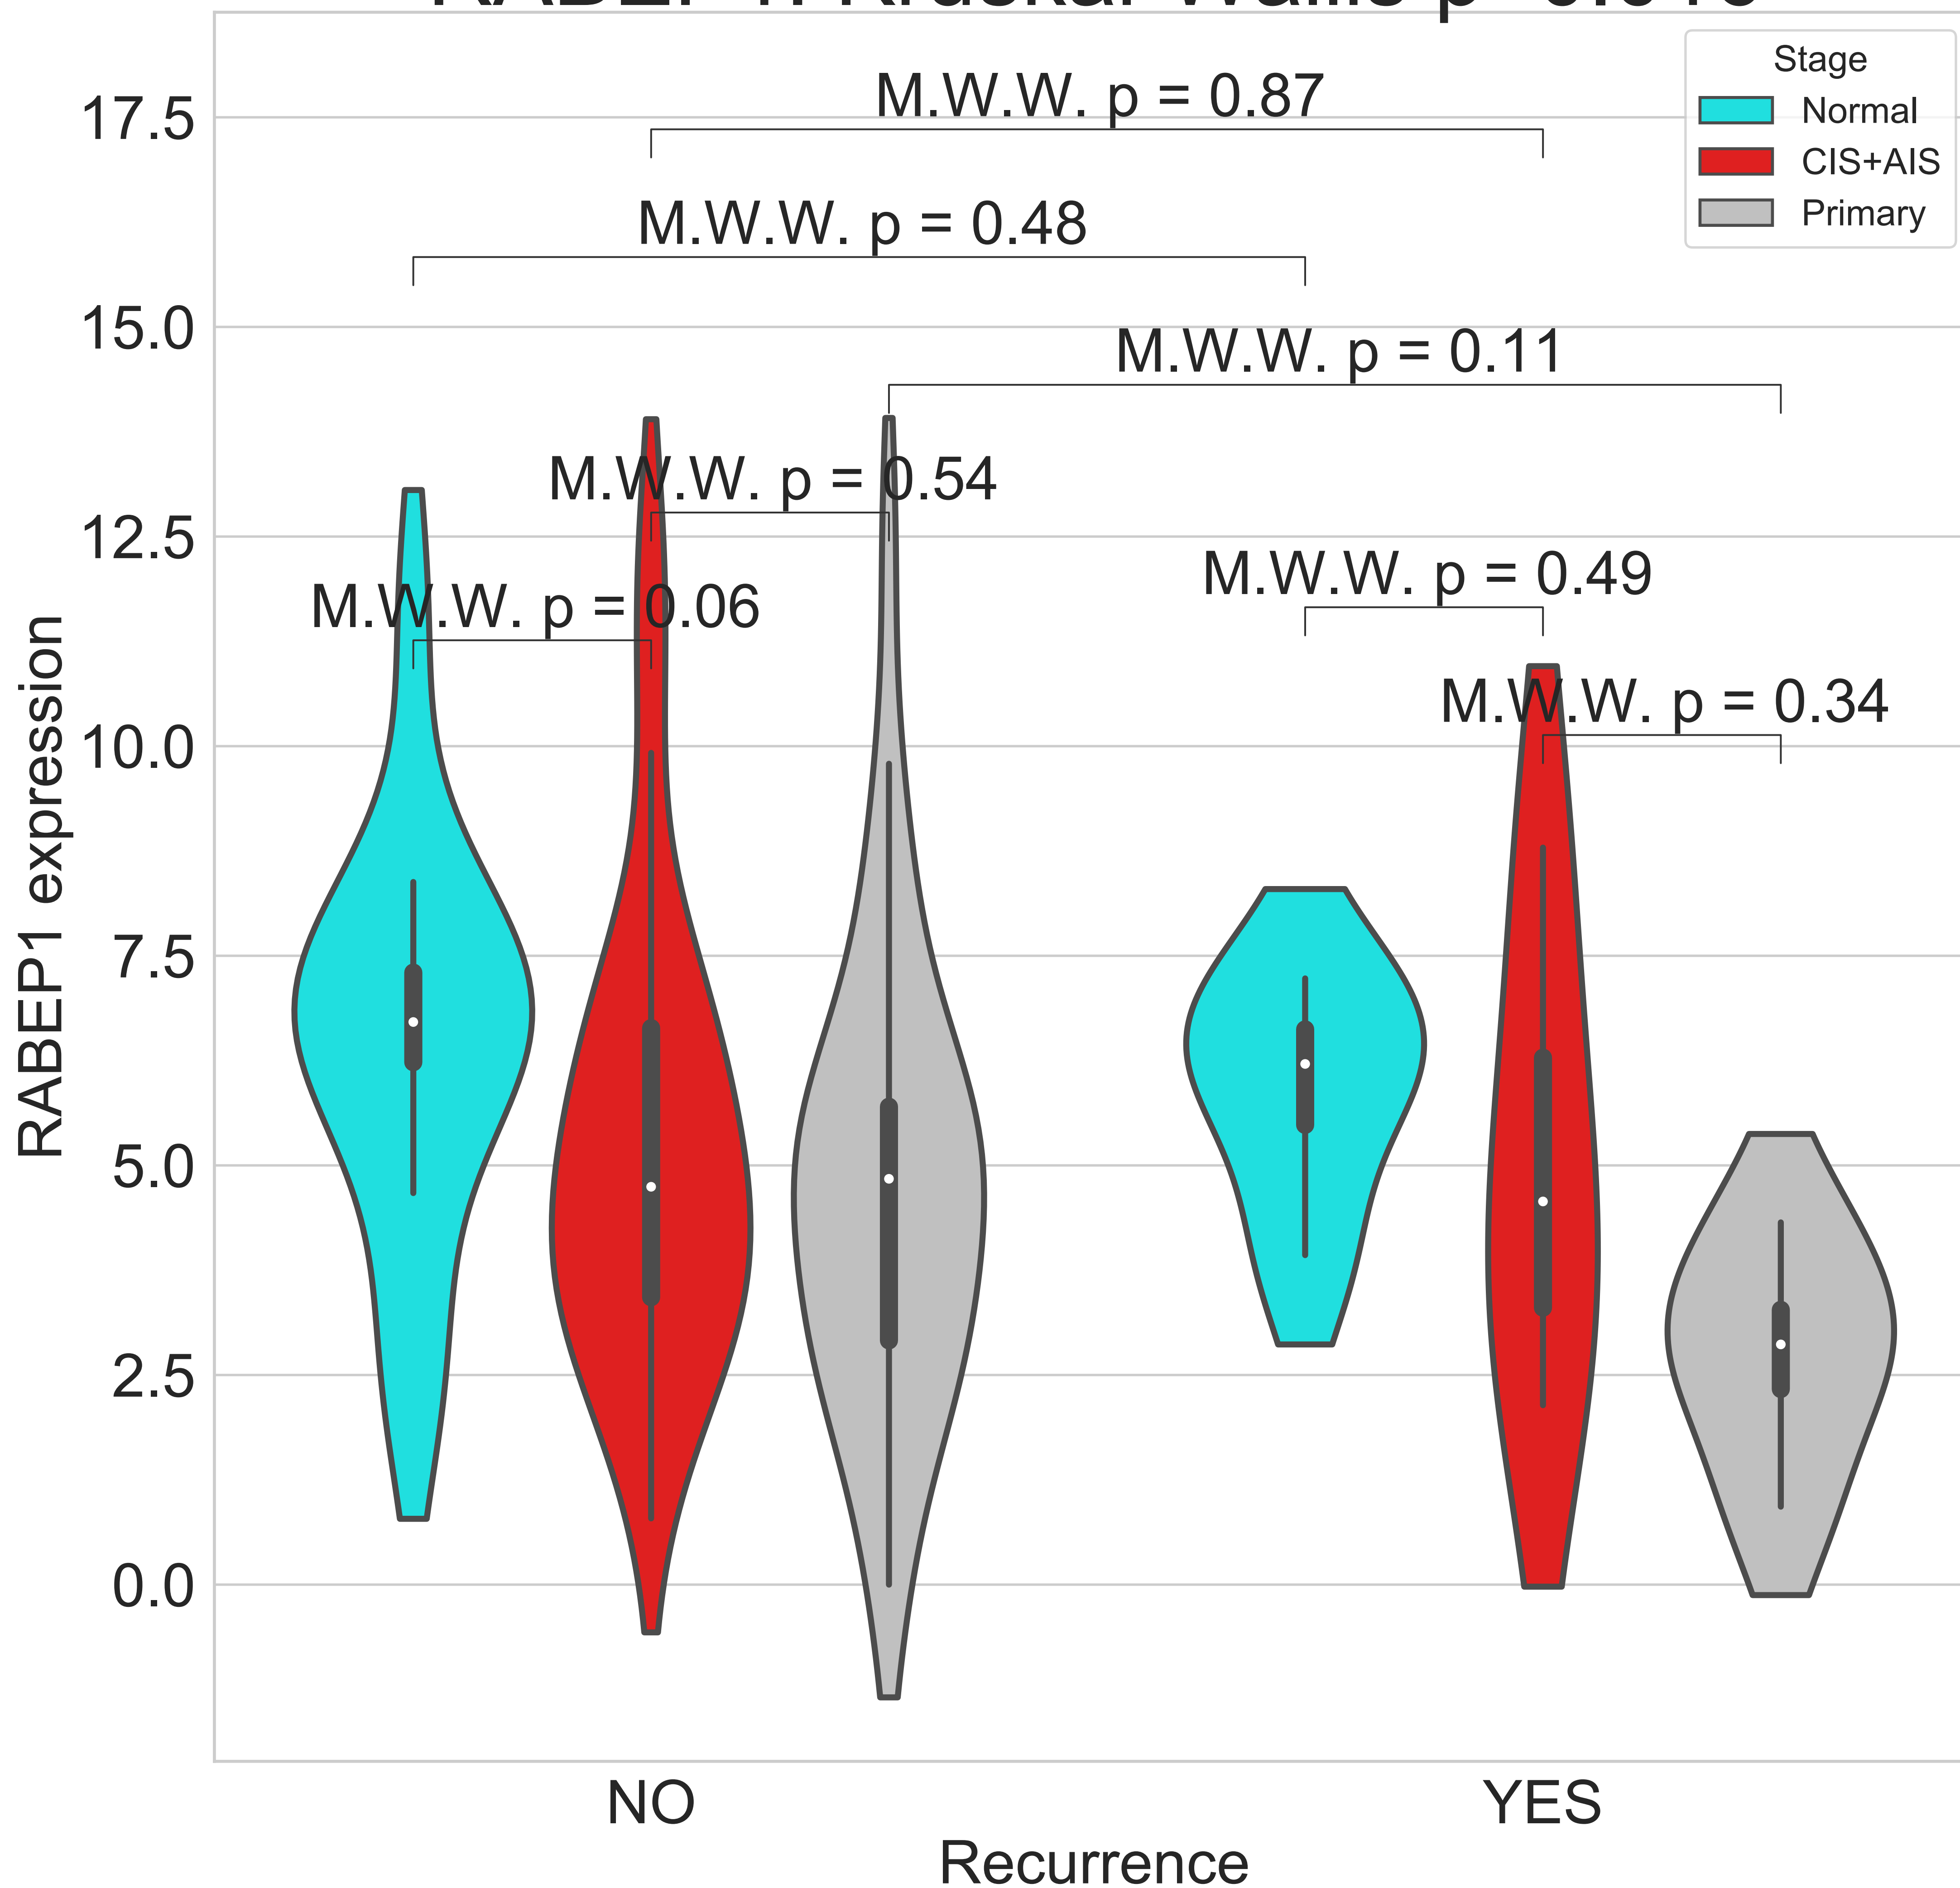 Stage
Normal
CIS+AIS
Primary
M.W.W. p = 0.87
M.W.W. p = 0.48
M.W.W. p = 0.11
M.W.W. p = 0.54
M.W.W. p = 0.49
M.W.W. p = 0.06
M.W.W. p = 0.34
RABEP1 expression
17.5
15.0
12.5
10.0
7.5
5.0
2.5
0.0
NO
YES
Recurrence